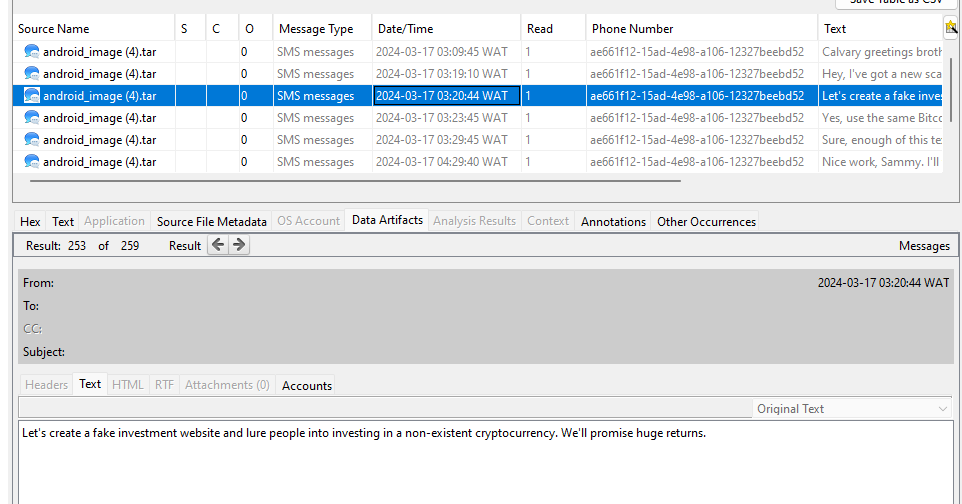 Save Table as CSV
Source Name S C O Message Type Date/Time Read Phone Number Text
android_image (4).tar 0 SMS messages 2024-03-17 03:09:45 WAT 1 ae661f12-15ad-4e98-a106-12327beebd52 Calvary greetings broth
android_image (4).tar 0 SMS messages 2024-03-17 03:19:10 WAT 1 ae661f12-15ad-4e98-a106-12327beebd52 Hey, I've got a new sca
android_image (4).tar 0 SMS messages 2024-03-17 03:20:44 WAT 1 ae661f12-15ad-4e98-a106-12327beebd52 Let's create a fake inves
android_image (4).tar 0 SMS messages 2024-03-17 03:23:45 WAT 1 ae661f12-15ad-4e98-a106-12327beebd52 Yes, use the same Bitco
android_image (4).tar 0 SMS messages 2024-03-17 03:29:45 WAT 1 ae661f12-15ad-4e98-a106-12327beebd52 Sure, enough of this te
android_image (4).tar 0 SMS messages 2024-03-17 04:29:40 WAT 1 ae661f12-15ad-4e98-a106-12327beebd52 Nice work, Sammy. I'll
Hex Text Application Source File Metadata OS Account Data Artifacts Analysis Results Context Annotations Other Occurrences
Result: 253 of 259 Result Messages
From: 2024-03-17 03:20:44 WAT
To:
CC:
Subject:
Headers Text HTML RTF Attachments (0) Accounts
Original Text
Let's create a fake investment website and lure people into investing in a non-existent cryptocurrency. We'll promise huge returns.